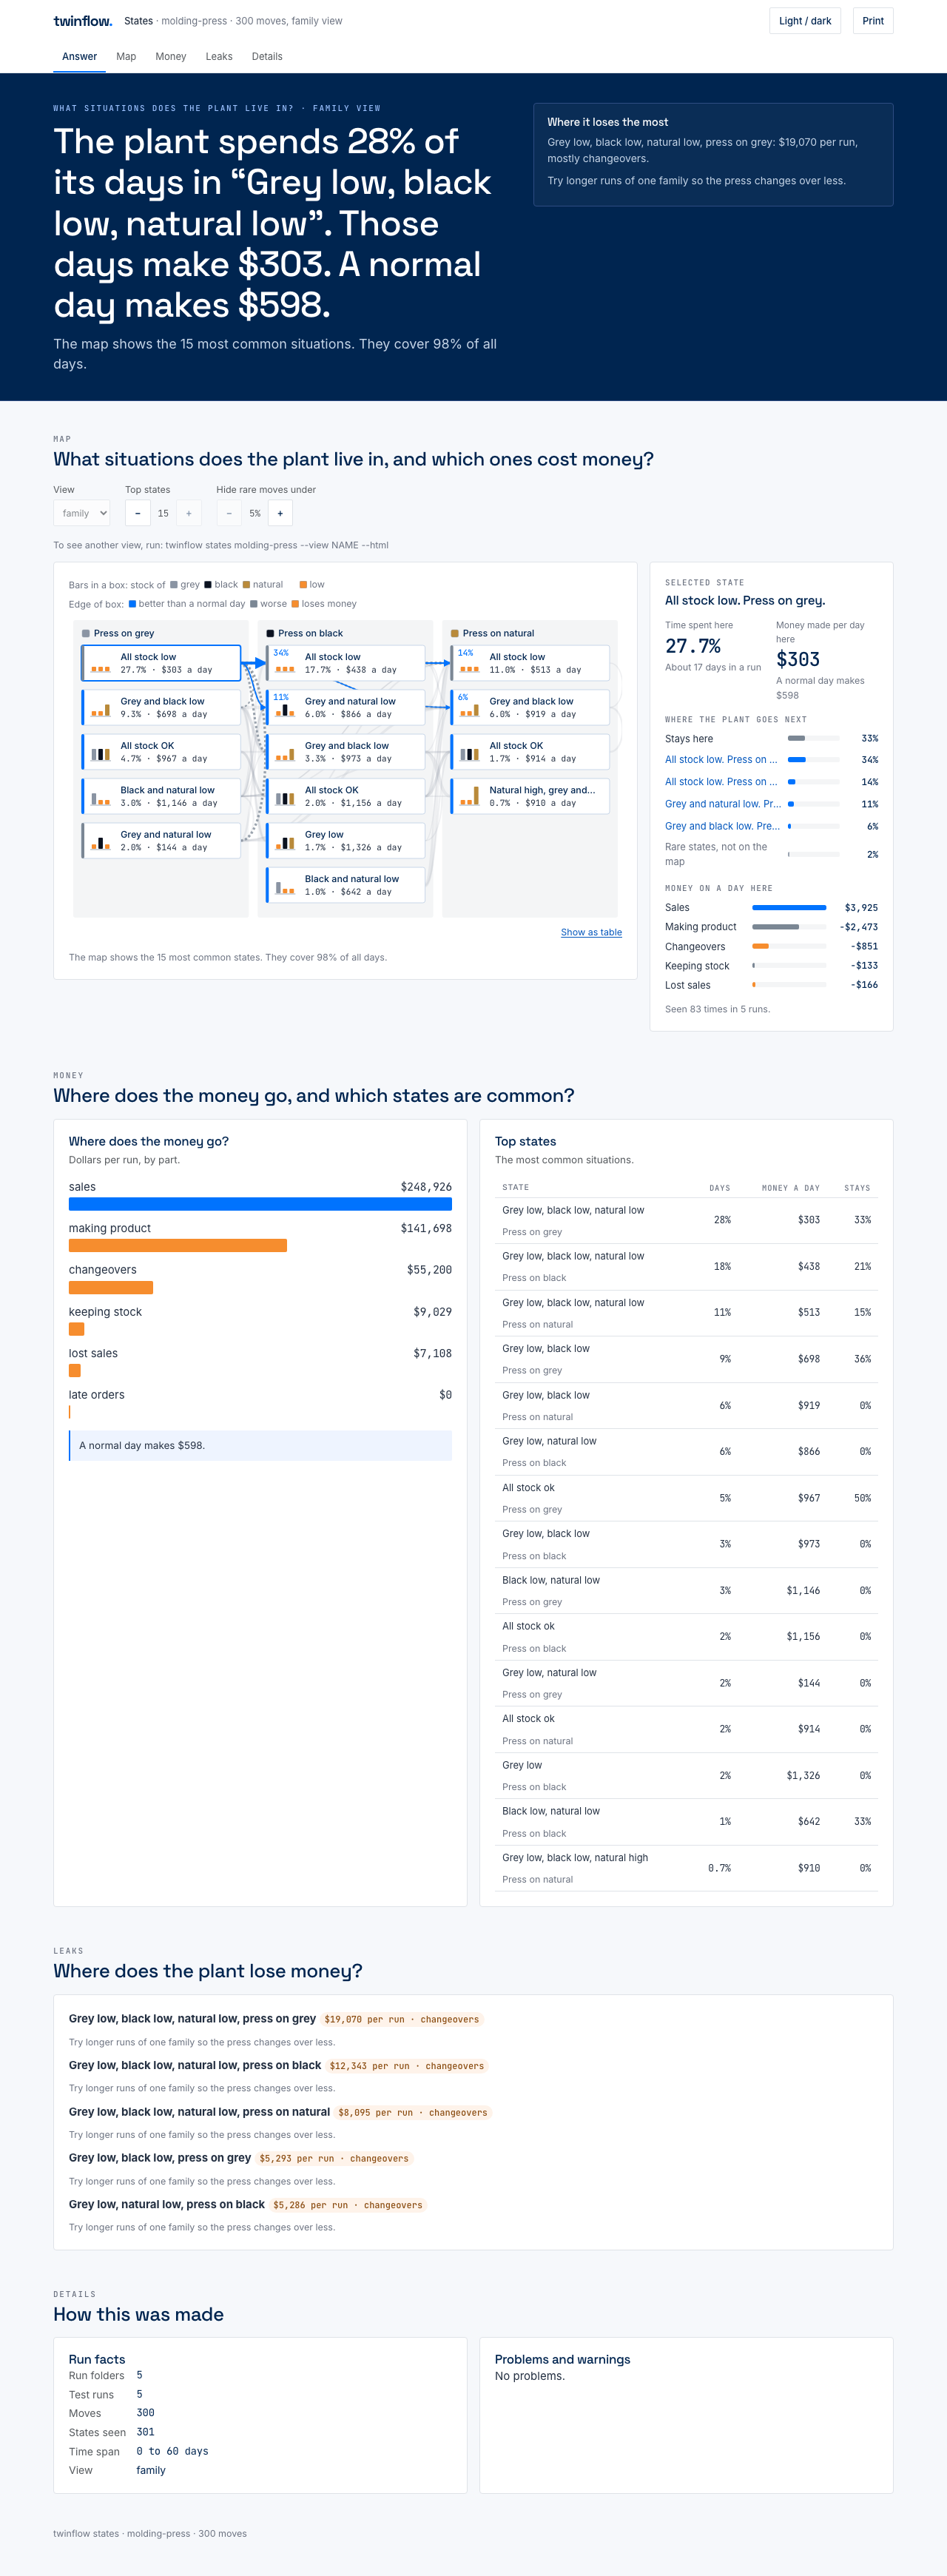 twinflow. States · molding-press · 300 moves, family view
Light / dark
Print
Answer Map Money Leaks Details
WHAT SITUATIONS DOES THE PLANT LIVE IN? · FAMILY VIEW
The plant spends 28% of
its days in “Grey low, black
low, natural low”. Those
days make $303. A normal
day makes $598.
The map shows the 15 most common situations. They cover 98% of all
days.
Where it loses the most
Grey low, black low, natural low, press on grey: $19,070 per run,
mostly changeovers.
Try longer runs of one family so the press changes over less.
MAP
What situations does the plant live in, and which ones cost money?
View Top states Hide rare moves under
family − 15 + − 5% +
To see another view, run: twinflow states molding-press --view NAME --html
Bars in a box: stock of grey black natural low
Edge of box: better than a normal day worse loses money
Press on grey
All stock low
27.7% · $303 a day
Grey and black low
9.3% · $698 a day
All stock OK
4.7% · $967 a day
Black and natural low
3.0% · $1,146 a day
Grey and natural low
2.0% · $144 a day
Press on black
34%
All stock low
17.7% · $438 a day
11%
Grey and natural low
6.0% · $866 a day
Grey and black low
3.3% · $973 a day
All stock OK
2.0% · $1,156 a day
Grey low
1.7% · $1,326 a day
Black and natural low
1.0% · $642 a day
Press on natural
14%
All stock low
11.0% · $513 a day
6%
Grey and black low
6.0% · $919 a day
All stock OK
1.7% · $914 a day
Natural high, grey and...
0.7% · $910 a day
Show as table
The map shows the 15 most common states. They cover 98% of all days.
SELECTED STATE
All stock low. Press on grey.
Time spent here
27.7%
About 17 days in a run
Money made per day
here
$303
A normal day makes
$598
WHERE THE PLANT GOES NEXT
Stays here 33%
All stock low. Press on ... 34%
All stock low. Press on ... 14%
Grey and natural low. Pr... 11%
Grey and black low. Pre... 6%
Rare states, not on the
map 2%
MONEY ON A DAY HERE
Sales $3,925
Making product -$2,473
Changeovers -$851
Keeping stock -$133
Lost sales -$166
Seen 83 times in 5 runs.
MONEY
Where does the money go, and which states are common?
Where does the money go?
Dollars per run, by part.
sales $248,926
making product $141,698
changeovers $55,200
keeping stock $9,029
lost sales $7,108
late orders $0
A normal day makes $598.
Top states
The most common situations.
STATE DAYS MONEY A DAY STAYS
Grey low, black low, natural low
Press on grey
28% $303 33%
Grey low, black low, natural low
Press on black
18% $438 21%
Grey low, black low, natural low
Press on natural
11% $513 15%
Grey low, black low
Press on grey
9% $698 36%
Grey low, black low
Press on natural
6% $919 0%
Grey low, natural low
Press on black
6% $866 0%
All stock ok
Press on grey
5% $967 50%
Grey low, black low
Press on black
3% $973 0%
Black low, natural low
Press on grey
3% $1,146 0%
All stock ok
Press on black
2% $1,156 0%
Grey low, natural low
Press on grey
2% $144 0%
All stock ok
Press on natural
2% $914 0%
Grey low
Press on black
2% $1,326 0%
Black low, natural low
Press on black
1% $642 33%
Grey low, black low, natural high
Press on natural
0.7% $910 0%
LEAKS
Where does the plant lose money?
Grey low, black low, natural low, press on grey $19,070 per run · changeovers
Try longer runs of one family so the press changes over less.
Grey low, black low, natural low, press on black $12,343 per run · changeovers
Try longer runs of one family so the press changes over less.
Grey low, black low, natural low, press on natural $8,095 per run · changeovers
Try longer runs of one family so the press changes over less.
Grey low, black low, press on grey $5,293 per run · changeovers
Try longer runs of one family so the press changes over less.
Grey low, natural low, press on black $5,286 per run · changeovers
Try longer runs of one family so the press changes over less.
DETAILS
How this was made
Run facts
Run folders 5
Test runs 5
Moves 300
States seen 301
Time span 0 to 60 days
View family
Problems and warnings
No problems.
twinflow states · molding-press · 300 moves